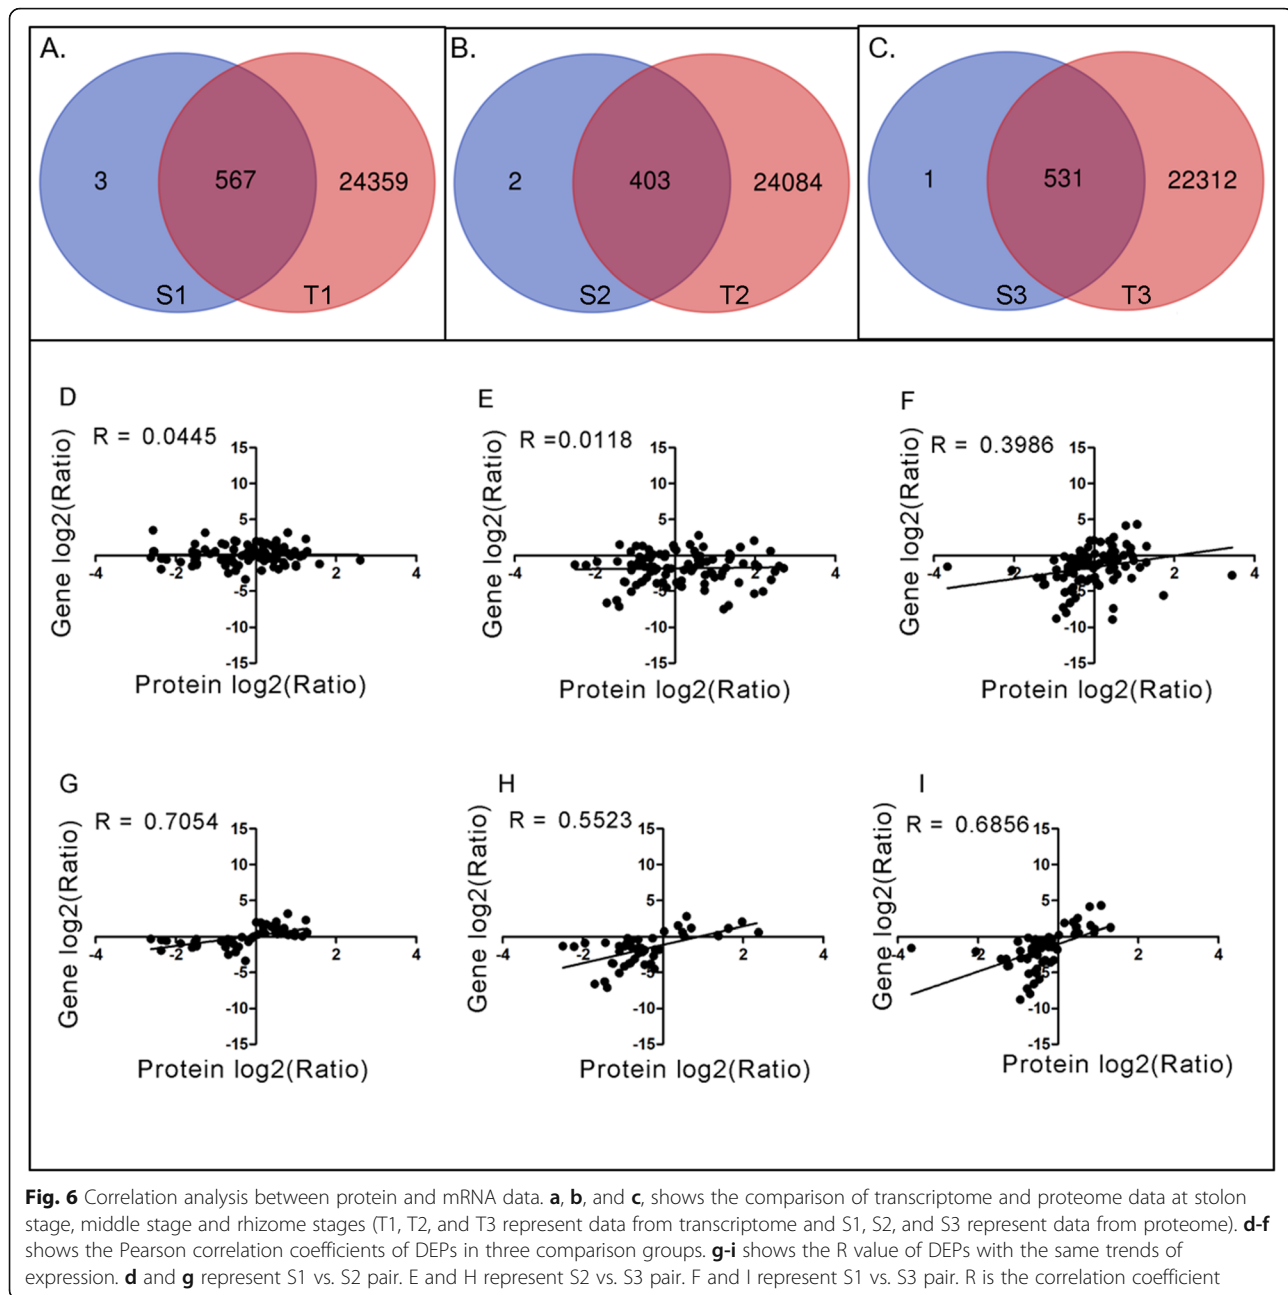 A.
3
567
24359
S1
T1
B.
2
403
24084
S2
T2
C.
1
531
22312
S3
T3
D
R = 0.0445
Gene log2(Ratio)
15
10
5
-4
-2
2
4
-5
-10
-15
Protein log2(Ratio)
E
R =0.0118
Gene log2(Ratio)
15
10
5
-4
-2
2
4
-5
-10
-15
Protein log2(Ratio)
F
R = 0.3986
Gene log2(Ratio)
15
10
5
-4
-2
2
4
-5
-10
-15
Protein log2(Ratio)
G
R = 0.7054
Gene log2(Ratio)
15
10
5
-4
-2
2
4
-5
-10
-15
Protein log2(Ratio)
H
R = 0.5523
Gene log2(Ratio)
15
10
5
-4
-2
2
4
-5
-10
-15
Protein log2(Ratio)
I
R = 0.6856
Gene log2(Ratio)
15
10
5
-4
-2
2
4
-5
-10
-15
Protein log2(Ratio)
Fig. 6 Correlation analysis between protein and mRNA data. a, b, and c, shows the comparison of transcriptome and proteome data at stolon
stage, middle stage and rhizome stages (T1, T2, and T3 represent data from transcriptome and S1, S2, and S3 represent data from proteome). d-f
shows the Pearson correlation coefficients of DEPs in three comparison groups. g-i shows the R value of DEPs with the same trends of
expression. d and g represent S1 vs. S2 pair. E and H represent S2 vs. S3 pair. F and I represent S1 vs. S3 pair. R is the correlation coefficient